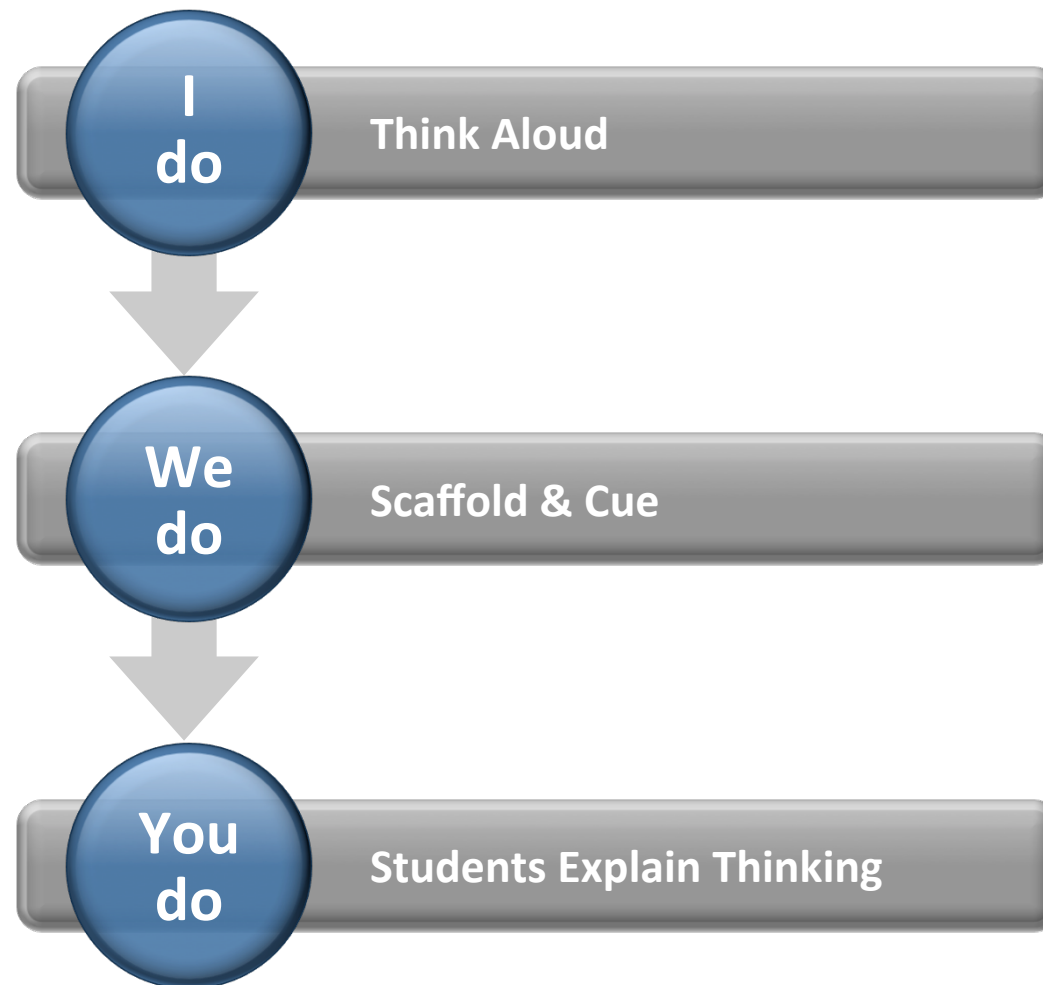 I
do
Think Aloud
We
do
Scaffold & Cue
You
do
Students Explain Thinking